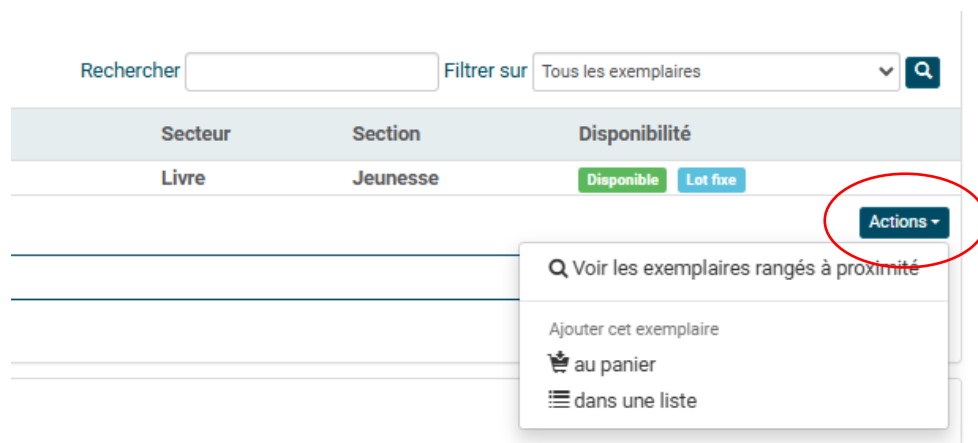 Rechercher Filtrer sur Tous les exemplaires
Secteur Section Disponibilité
Livre Jeunesse Disponible Lot fixe
Actions
Voir les exemplaires rangés à proximité
Ajouter cet exemplaire
au panier
dans une liste